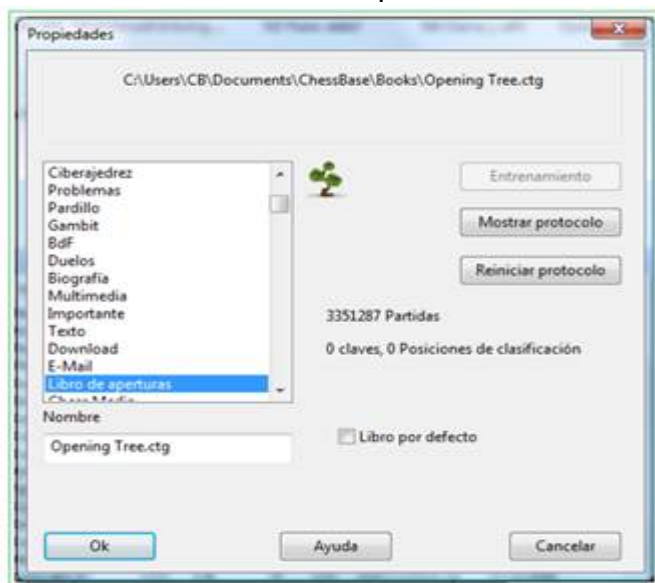 Propiedades
C:\Users\CB\Documents\ChessBase\Books\Opening Tree.ctg
Ciberajedrez
Problemas
Pardillo
Gambit
BdF
Duelos
Biografía
Multimedia
Importante
Texto
Download
E-Mail
Libro de aperturas
Entrenamiento
Mostrar protocolo
Reiniciar protocolo
3351287 Partidas
0 claves, 0 Posiciones de clasificación
Nombre
Opening Tree.ctg
Libro por defecto
Ok
Ayuda
Cancelar